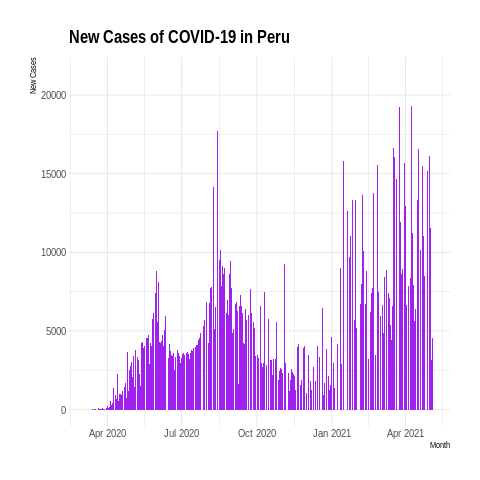 New Cases of COVID-19 in Peru
New Cases
20000
15000
10000
5000
0
Apr 2020
Jul 2020
Oct 2020
Jan 2021
Apr 2021
Month